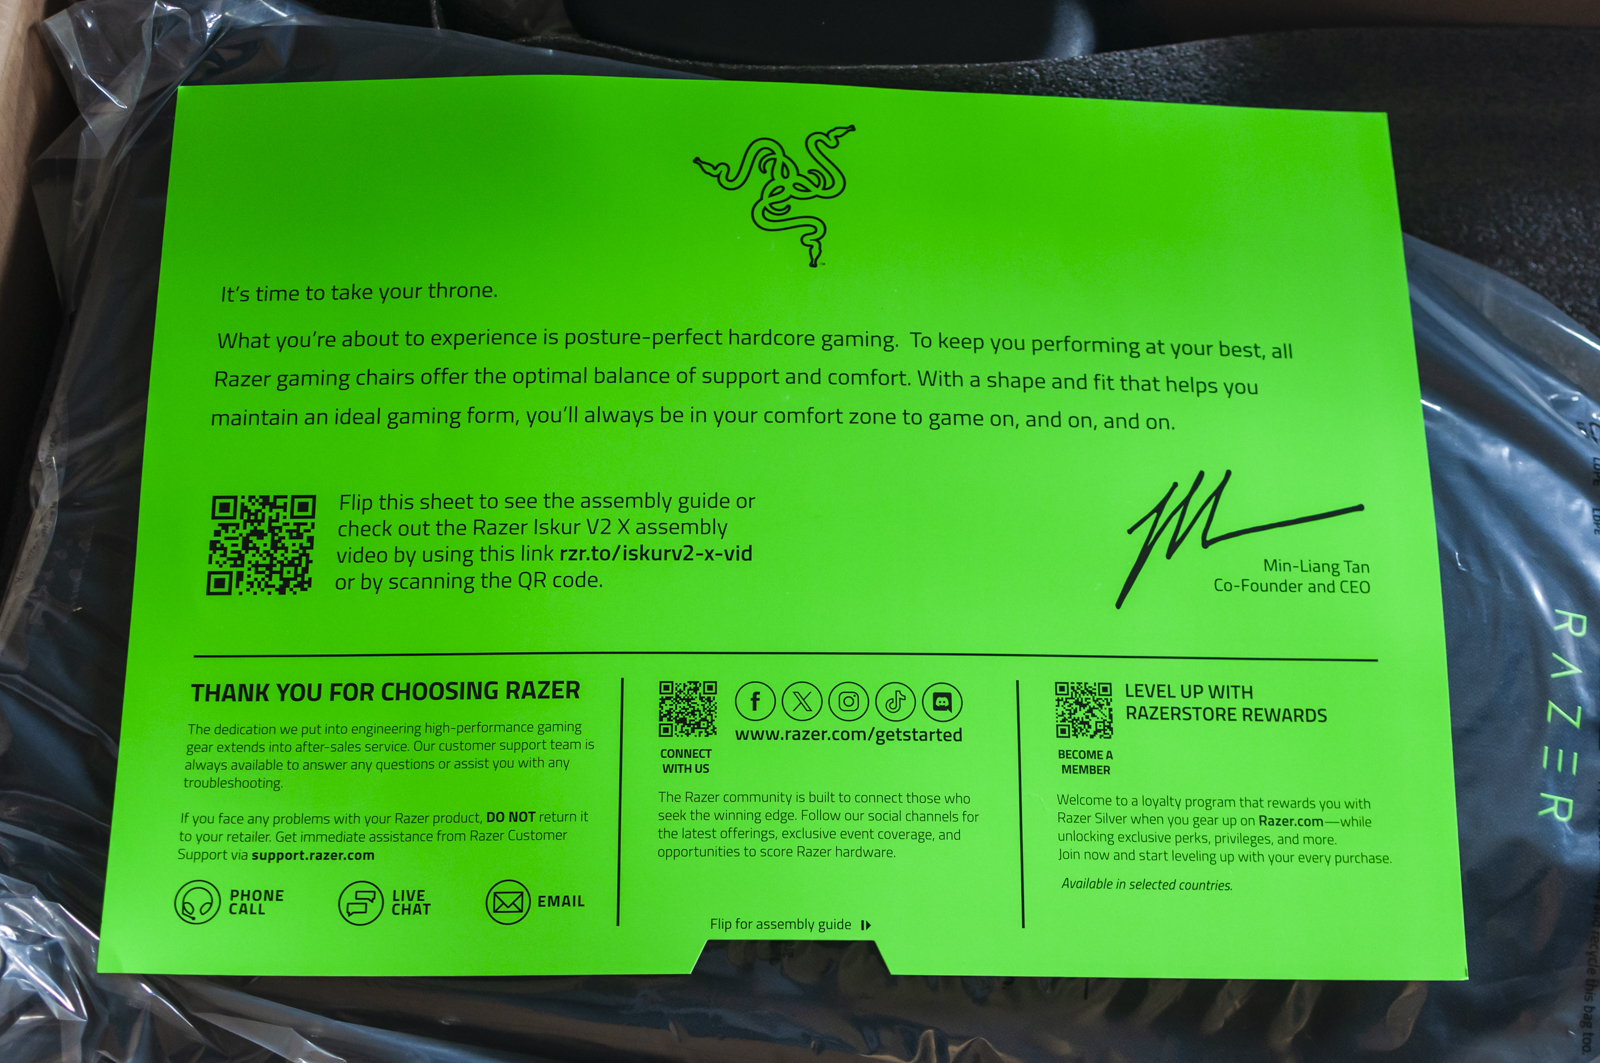 It's time to take your throne.
What you're about to experience is posture-perfect hardcore gaming. To keep you performing at your best, all
Razer gaming chairs offer the optimal balance of support and comfort. With a shape and fit that helps you
maintain an ideal gaming form, you'll always be in your comfort zone to game on, and on, and on.
Flip this sheet to see the assembly guide or
check out the Razer Iskur V2 X assembly
video by using this link rzr.to/iskurv2-x-vid
or by scanning the QR code.
Min-Liang Tan
Co-Founder and CEO
THANK YOU FOR CHOOSING RAZER
The dedication we put into engineering high-performance gaming
gear extends into after-sales service. Our customer support team is
always available to answer any questions or assist you with any
troubleshooting.
If you face any problems with your Razer product, DO NOT return it
to your retailer. Get immediate assistance from Razer Customer
Support via support.razer.com
PHONE
CALL
LIVE
CHAT
EMAIL
www.razer.com/getstarted
CONNECT
WITH US
The Razer community is built to connect those who
seek the winning edge. Follow our social channels for
the latest offerings, exclusive event coverage, and
opportunities to score Razer hardware.
Flip for assembly guide
LEVEL UP WITH
RAZERSTORE REWARDS
BECOME A
MEMBER
Welcome to a loyalty program that rewards you with
Razer Silver when you gear up on Razer.com—while
unlocking exclusive perks, privileges, and more.
Join now and start leveling up with your every purchase.
Available in selected countries.
RAZER
recycle this bag too.
LDPE
LDPE